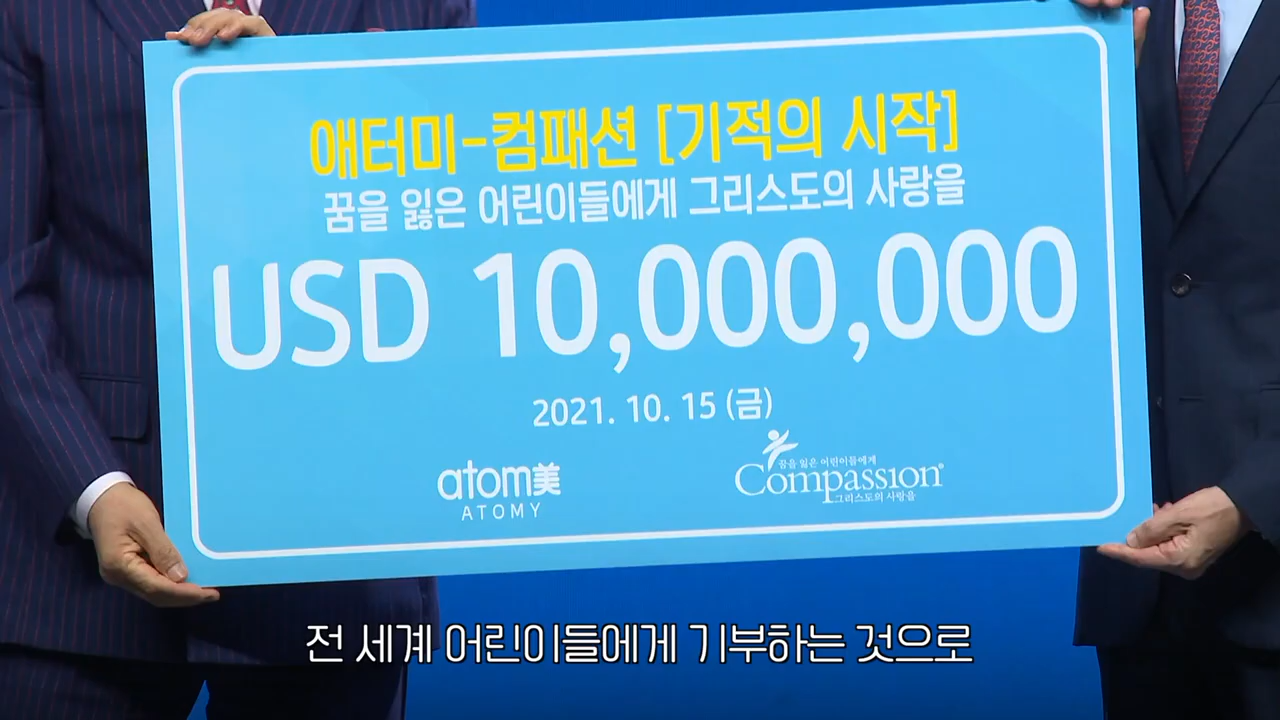 애터미-컴패션 [기적의 시작]
꿈을 잃은 어린이들에게 그리스도의 사랑을
USD 10,000,000
2021. 10. 15 (금)
atom美
ATOMY
꿈을 잃은 어린이들에게
Compassion®
그리스도의 사랑을
전 세계 어린이들에게 기부하는 것으로